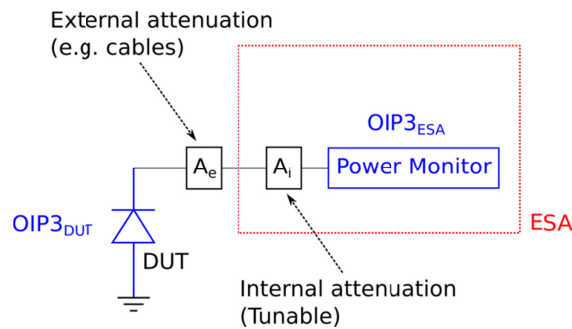 External attenuation
(e.g. cables)
OIP3ESA
Ae
Ai
Power Monitor
OIP3DUT
DUT
ESA
Internal attenuation
(Tunable)